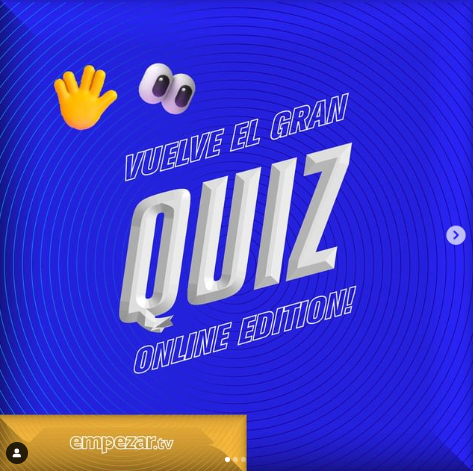 VUELVE EL GRAN
QUIZ
ONLINE EDITION!
empezar.tv